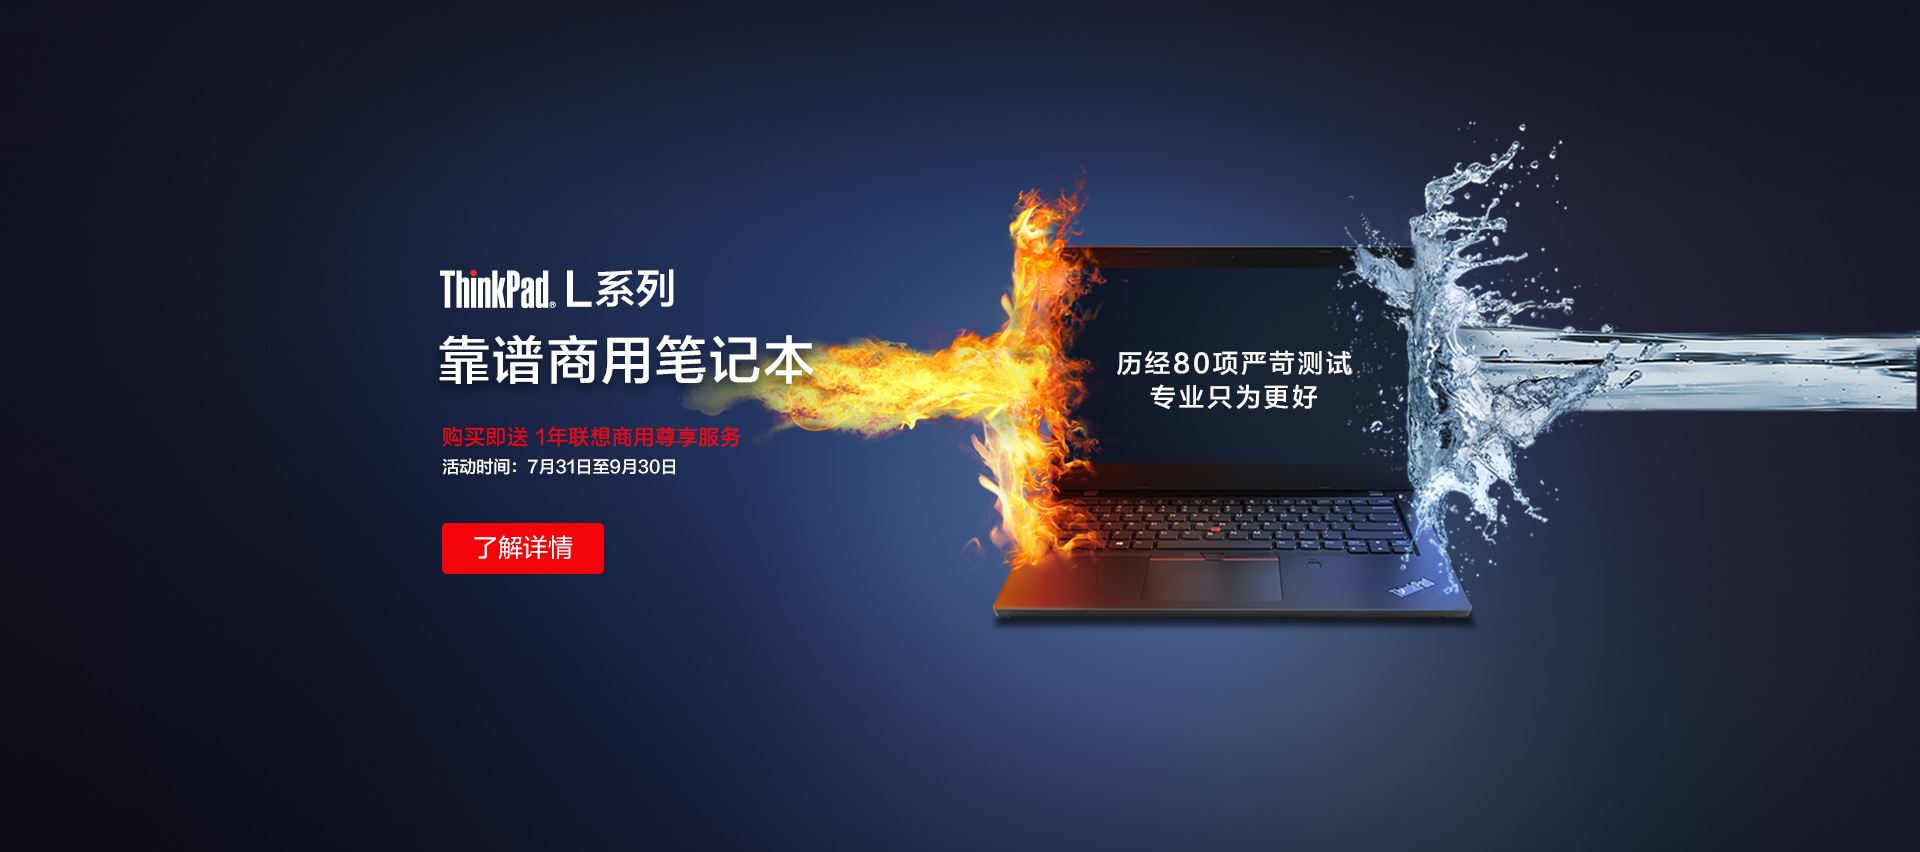 ThinkPad® L系列
靠谱商用笔记本
购买即送 1年联想商用尊享服务
活动时间：7月31日至9月30日
了解详情
历经80项严苛测试
专业只为更好
ThinkPad